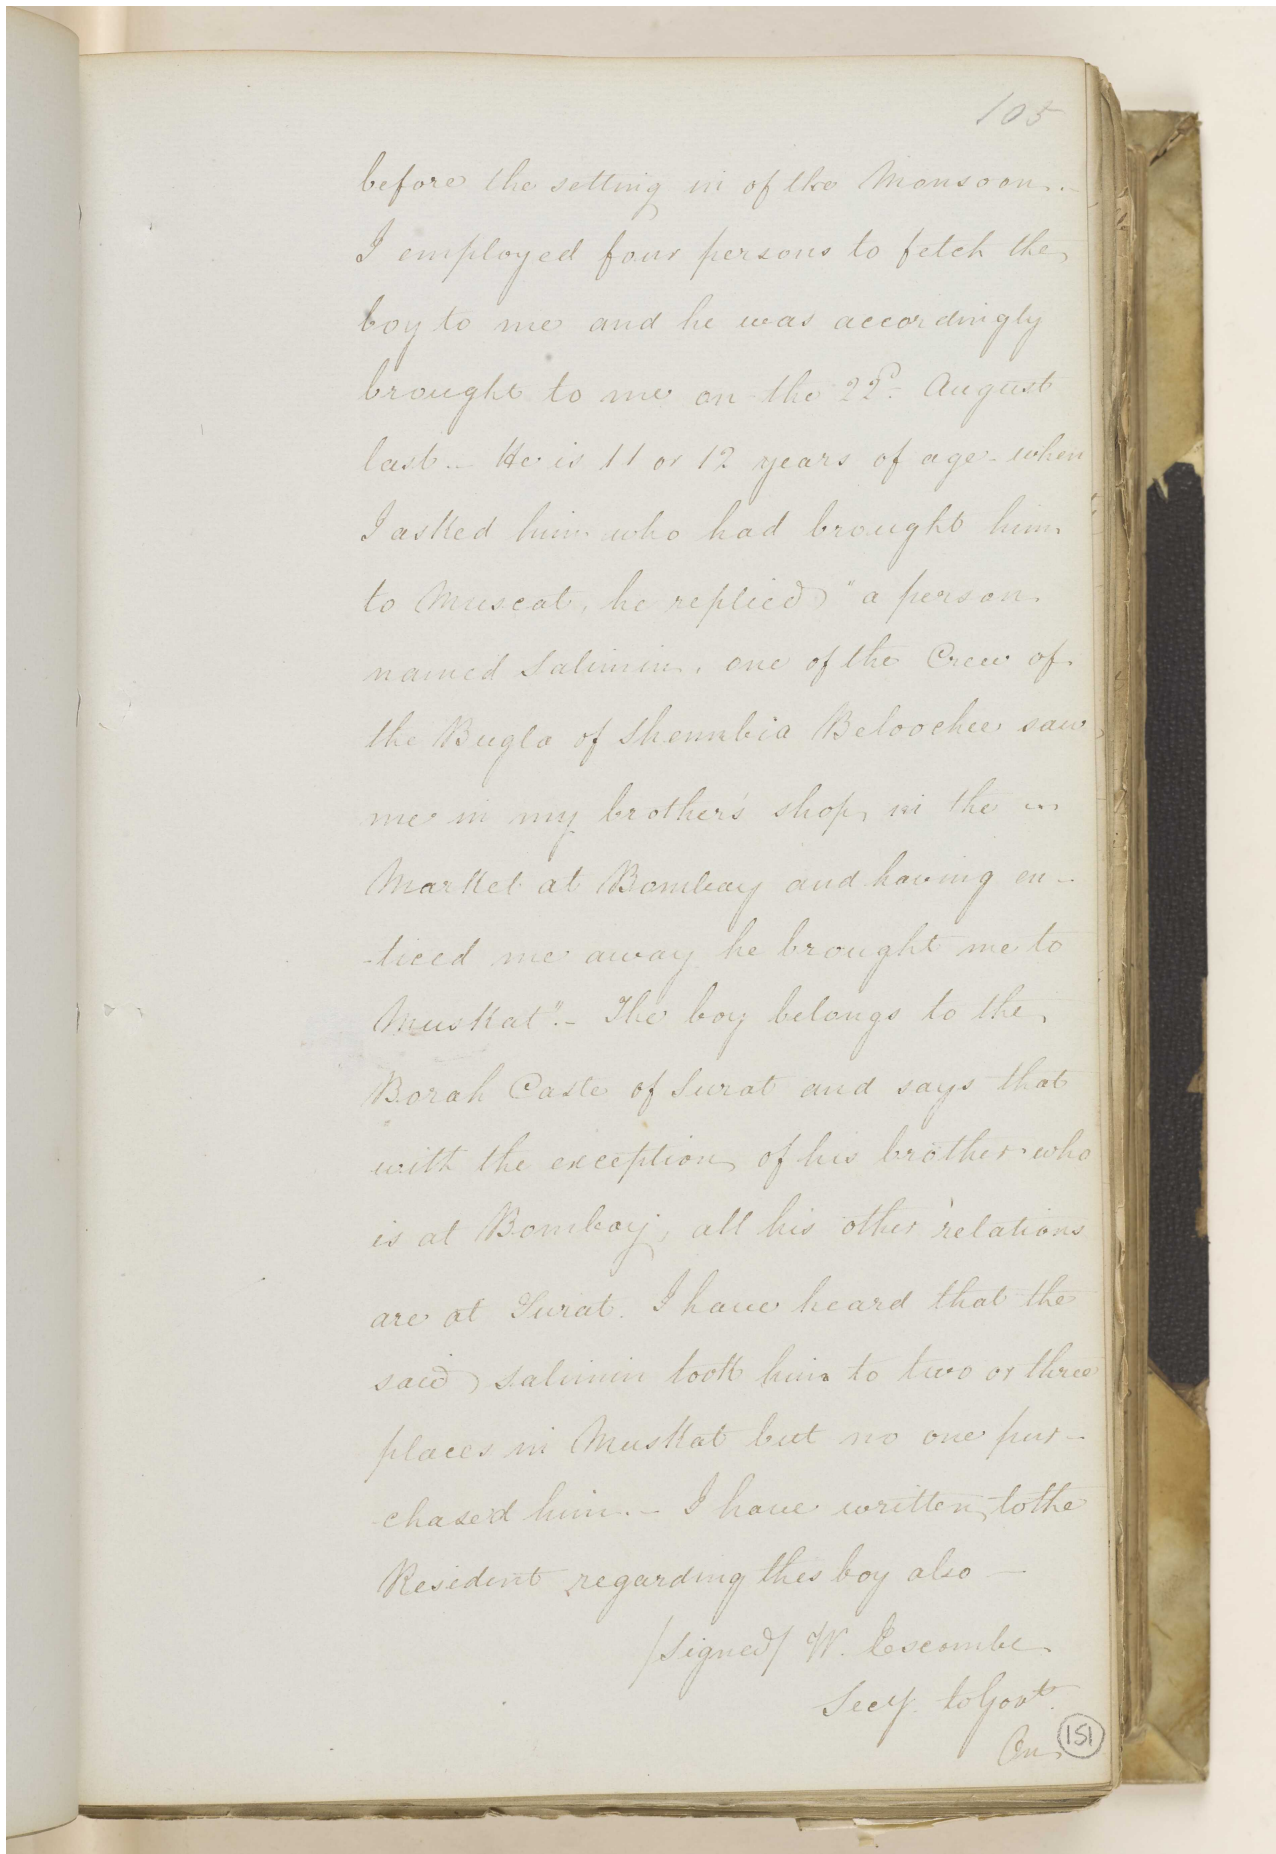 105
before the setting in of the Monsoon.-
I employed four persons to fetch the
boy to me and he was accordingly
brought to me on the 22d. August
last.- He is 11 or 12 years of age - when
I asked him who had brought him
to Muscat, he replied "a person
named Salimin, one of the Crew of
the Bugla of Shemnbia Beloochee saw
me in my brother's shop, in the
Market at Bombay and having en-
-ticed me away he brought me to
Muskat".- The boy belongs to the
Borah Caste of Surat and says that
with the exception of his brother who
is at Bombay, all his other relations
are at Surat. I have heard that the
said Salimin took him to two or three
places in Muskat but no one pur-
chased him.- I have written to the
Resident regarding thes boy also -
/Signed/ W. Escombe
Secy. to Govt.
151